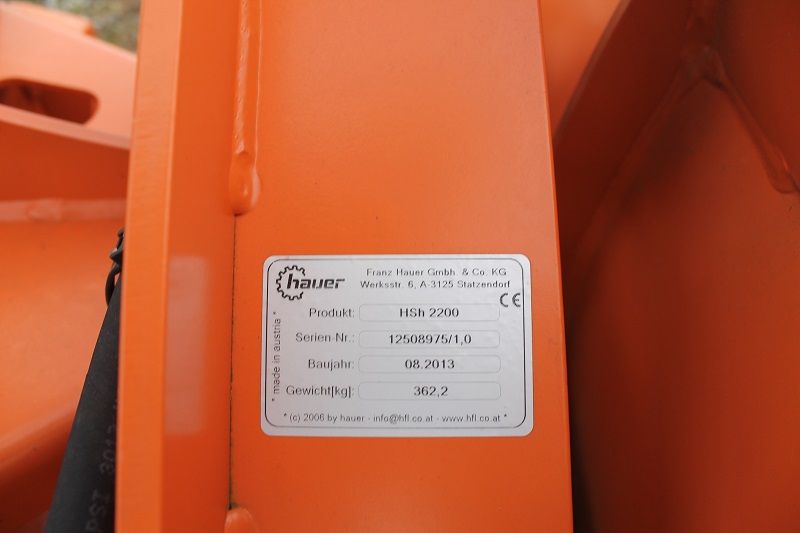 hauer
Franz Hauer Gmbh. & Co. KG
Werksstr. 6, A-3125 Statzendorf
CE
Produkt: HSh 2200
Serien-Nr.: 12508975/1,0
Baujahr: 08.2013
Gewicht[kg]: 362,2
* made in austria *
* (c) 2006 by hauer - info@hfl.co.at - www.hfl.co.at *